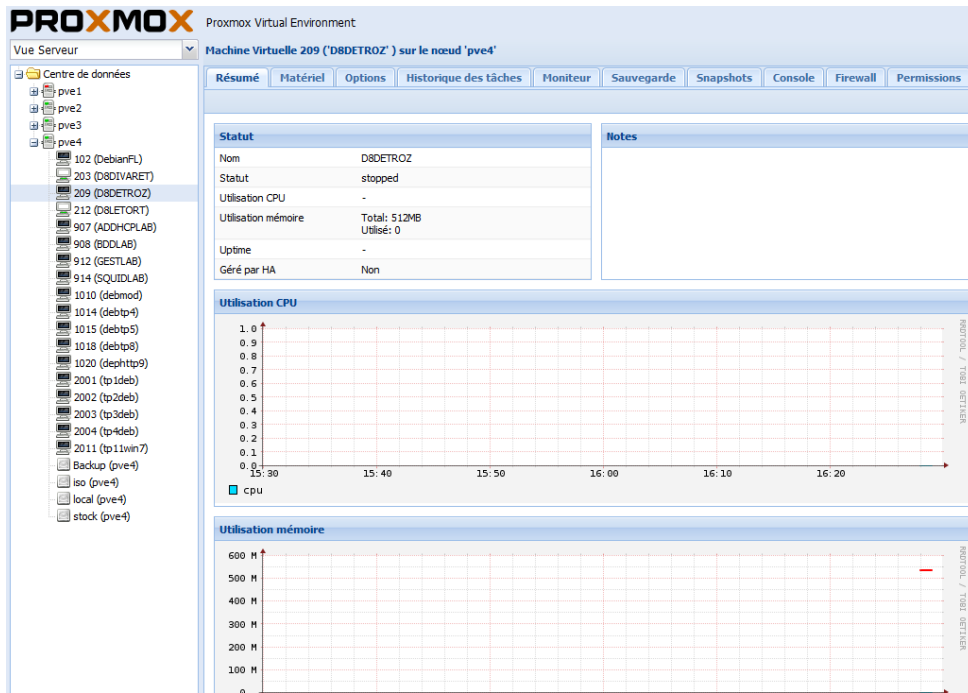 PROXMOX Proxmox Virtual Environment
Vue Serveur
Machine Virtuelle 209 ('D8DETROZ' ) sur le nœud 'pve4'
Résumé Matériel Options Historique des tâches Moniteur Sauvegarde Snapshots Console Firewall Permissions
Centre de données
pve1
pve2
pve3
pve4
102 (DebianFL)
203 (D8DIVARET)
209 (D8DETROZ)
212 (D8LETORT)
907 (ADDHCPLAB)
908 (BDDLAB)
912 (GESTLAB)
914 (SQUIDLAB)
1010 (debmod)
1014 (debtp4)
1015 (debtp5)
1018 (debtp8)
1020 (dephttp9)
2001 (tp1deb)
2002 (tp2deb)
2003 (tp3deb)
2004 (tp4deb)
2011 (tp11win7)
Backup (pve4)
iso (pve4)
local (pve4)
stock (pve4)
Statut
Nom D8DETROZ
Statut stopped
Utilisation CPU -
Utilisation mémoire Total: 512MB
Utilisé: 0
Uptime -
Géré par HA Non
Notes
Utilisation CPU
1.0
0.9
0.8
0.7
0.6
0.5
0.4
0.3
0.2
0.1
0.0
15:30 15:40 15:50 16:00 16:10 16:20
cpu
RRDTOOL / TOBI OETIKER
Utilisation mémoire
600 M
500 M
400 M
300 M
200 M
100 M
0
RRDTOOL / TOBI OETIKER